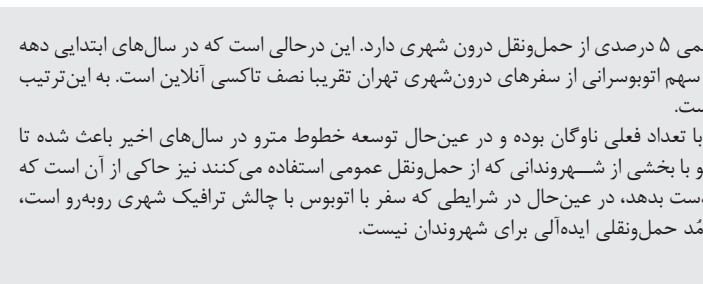 ۵ درصدی از حمل‌ونقل درون شهری دارد. این درحالی است که در سال‌های ابتدایی دهه
سهم اتوبوسرانی از سفرهای درون‌شهری تهران تقریبا نصف تاکسی آنلاین است. به این‌ترتیب
با تعداد فعلی ناوگان بوده و در عین‌حال توسعه خطوط مترو در سال‌های اخیر باعث شده تا
و با بخشی از شهروندانی که از حمل‌ونقل عمومی استفاده می‌کنند نیز حاکی از آن است که
بدهد، در عین‌حال در شرایطی که سفر با اتوبوس با چالش ترافیک شهری روبه‌رو است،
مُد حمل‌ونقلی ایده‌آلی برای شهروندان نیست.